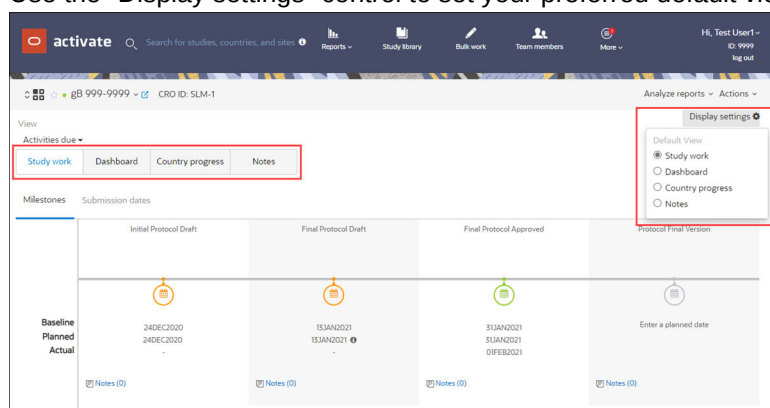 Use the "Display settings" control to set your preferred default vie
activate
Search for studies, countries, and sites
Reports
Study library
Bulk work
Team members
More
Hi, Test User1
ID: 9999
log out
gB 999-9999
CRO ID: SLM-1
Analyze reports
Actions
View
Display settings
Activities due
Study work
Dashboard
Country progress
Notes
Default View
Study work
Dashboard
Country progress
Notes
Milestones
Submission dates
Initial Protocol Draft
Final Protocol Draft
Final Protocol Approved
Protocol Final Version
Baseline
24DEC2020
13JAN2021
31JAN2021
Enter a planned date
Planned
24DEC2020
13JAN2021
31JAN2021
Actual
-
-
01FEB2021
Notes (0)
Notes (0)
Notes (0)
Notes (0)